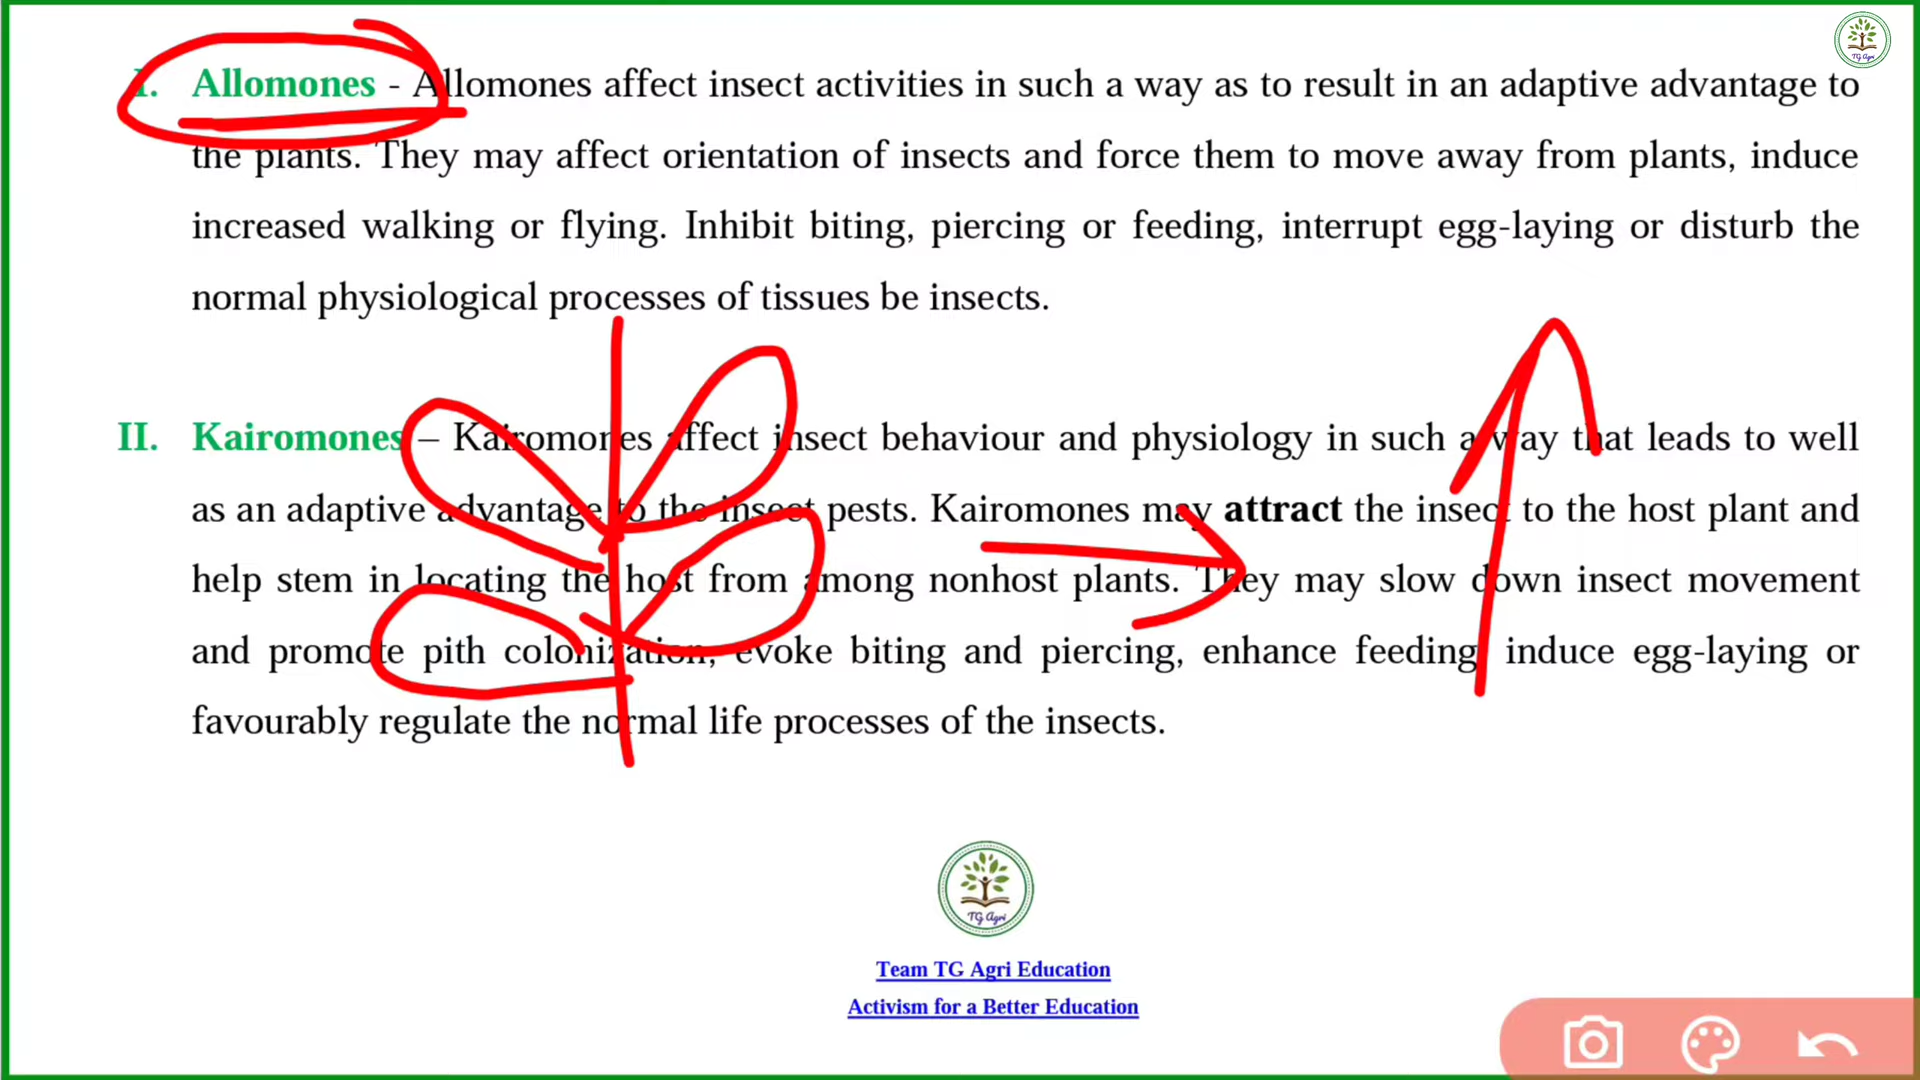 TG Agri
I. Allomones - Allomones affect insect activities in such a way as to result in an adaptive advantage to
the plants. They may affect orientation of insects and force them to move away from plants, induce
increased walking or flying. Inhibit biting, piercing or feeding, interrupt egg-laying or disturb the
normal physiological processes of tissues be insects.
II. Kairomones – Kairomones affect insect behaviour and physiology in such a way that leads to well
as an adaptive advantage to the insect pests. Kairomones may attract the insect to the host plant and
help stem in locating the host from among nonhost plants. They may slow down insect movement
and promote pith colonization, evoke biting and piercing, enhance feeding, induce egg-laying or
favourably regulate the normal life processes of the insects.
TG Agri
Team TG Agri Education
Activism for a Better Education